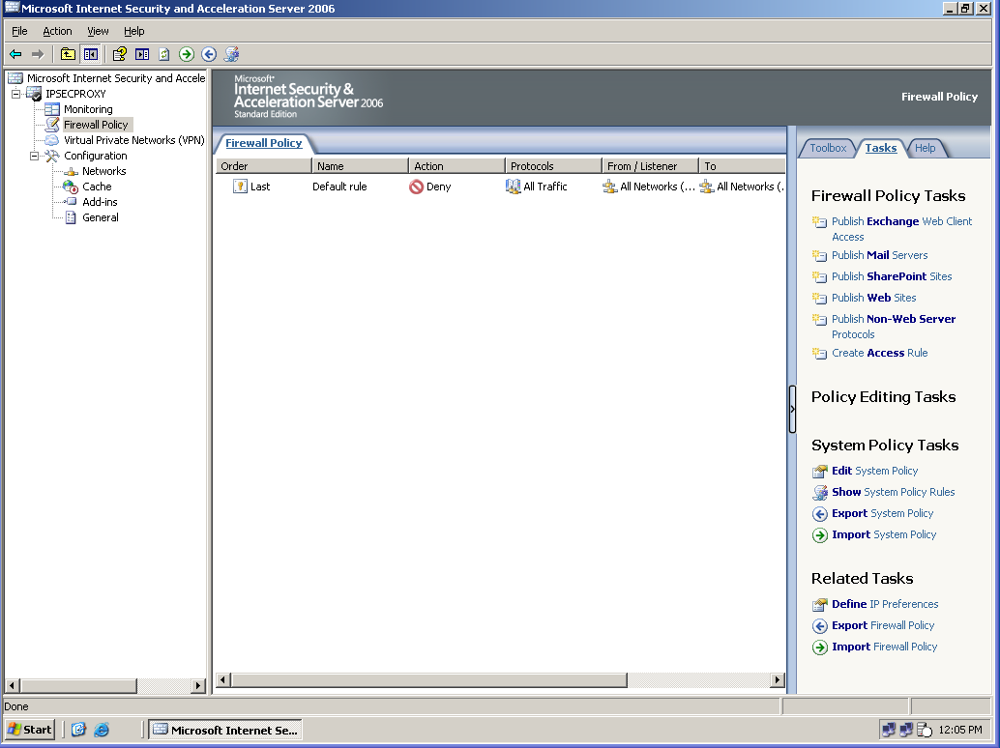 Microsoft Internet Security and Acceleration Server 2006
File Action View Help
Microsoft Internet Security and Accele
IPSECPROXY
Monitoring
Firewall Policy
Virtual Private Networks (VPN)
Configuration
Networks
Cache
Add-ins
General
Microsoft
Internet Security &
Acceleration Server 2006
Standard Edition
Firewall Policy
Firewall Policy
Order Name Action Protocols From / Listener To
Last Default rule Deny All Traffic All Networks (... All Networks (.
Toolbox Tasks Help
Firewall Policy Tasks
Publish Exchange Web Client
Access
Publish Mail Servers
Publish SharePoint Sites
Publish Web Sites
Publish Non-Web Server
Protocols
Create Access Rule
Policy Editing Tasks
System Policy Tasks
Edit System Policy
Show System Policy Rules
Export System Policy
Import System Policy
Related Tasks
Define IP Preferences
Export Firewall Policy
Import Firewall Policy
Done
Start Microsoft Internet Se... 12:05 PM